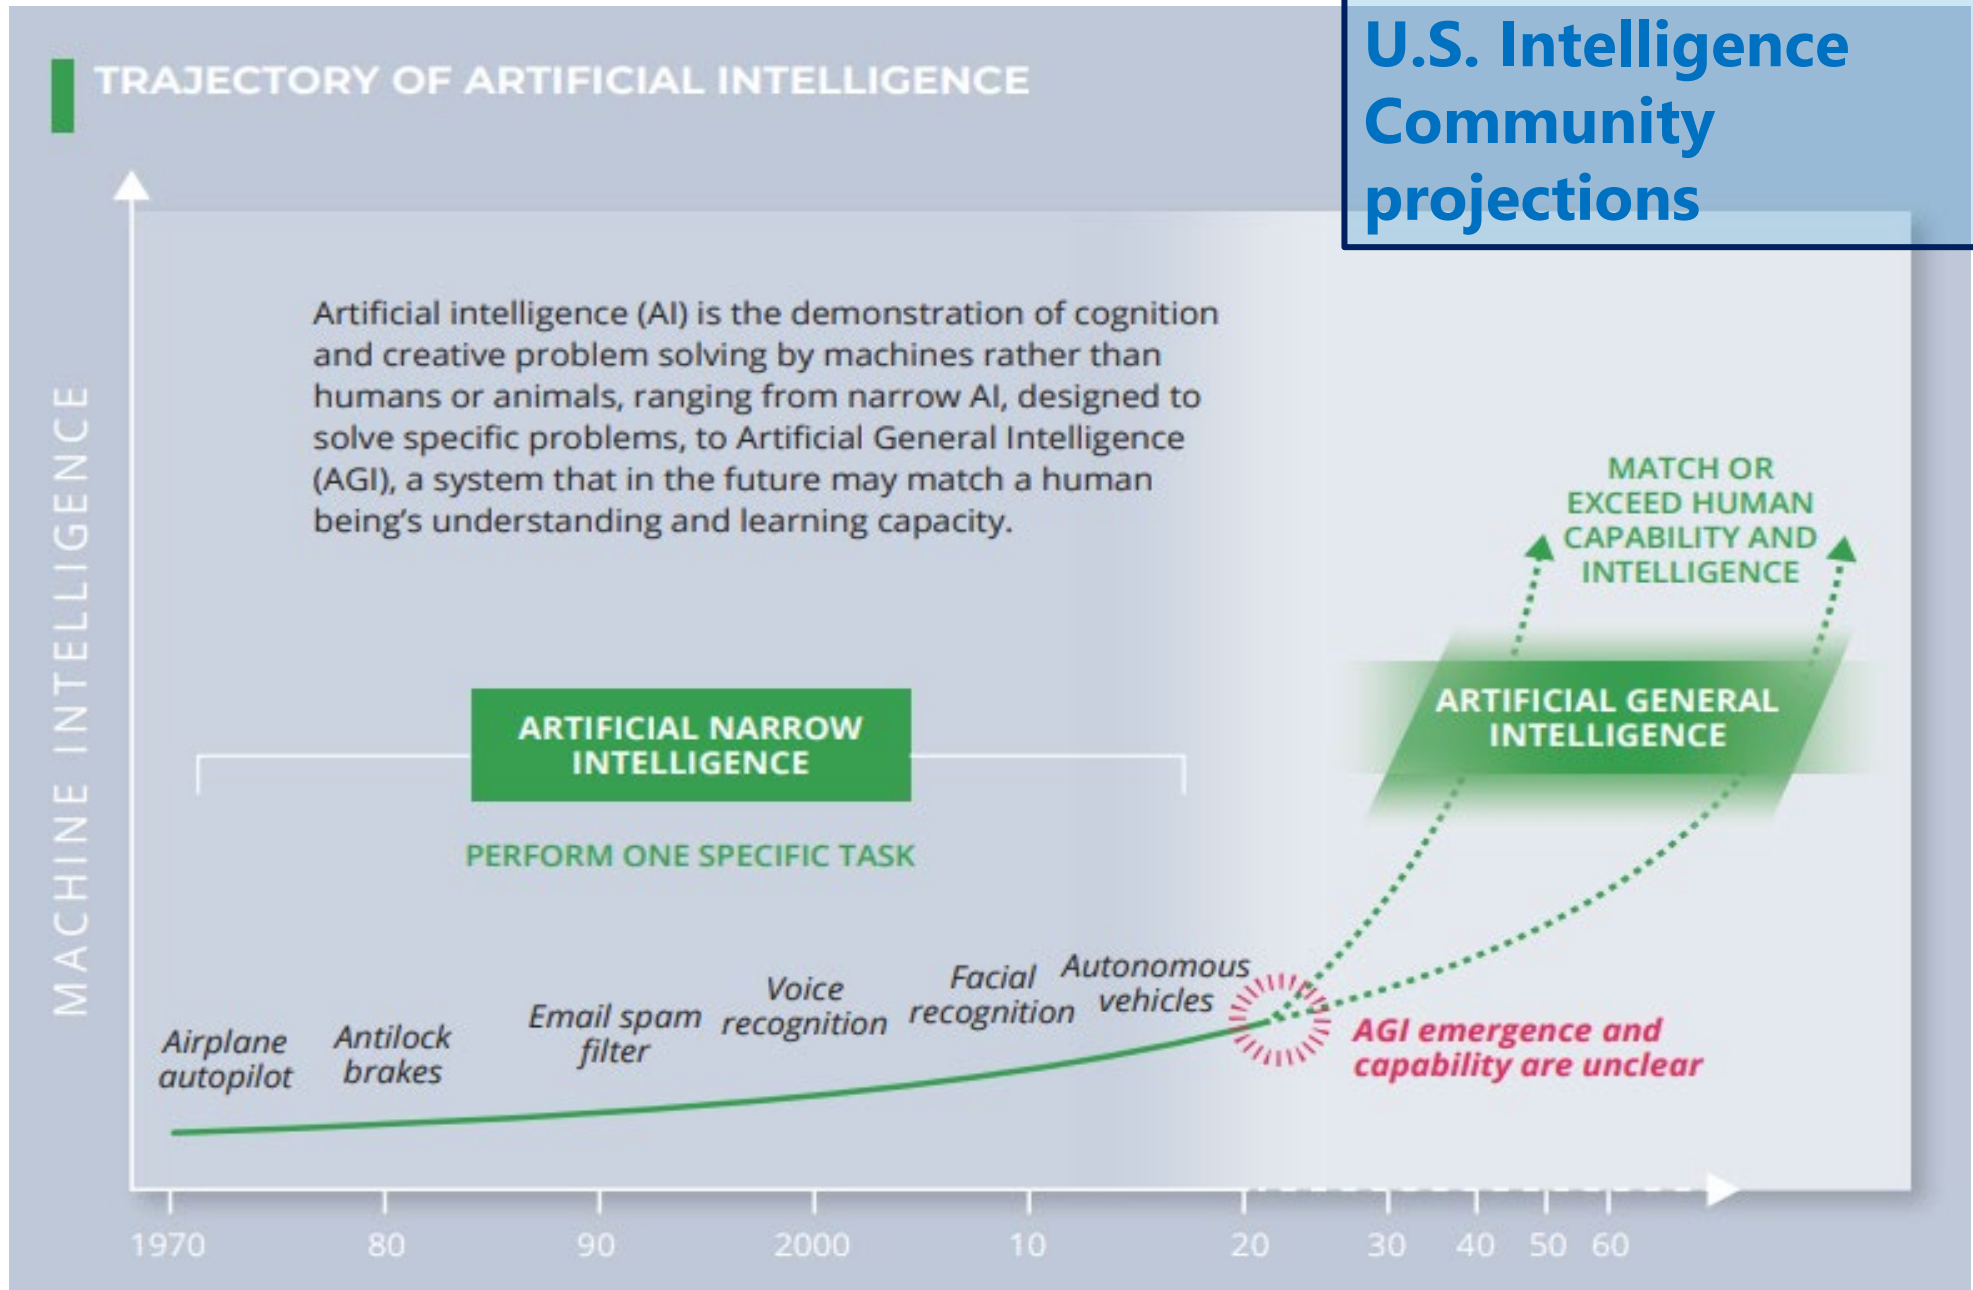 U.S. Intelligence
Community
projections
TRAJECTORY OF ARTIFICIAL INTELLIGENCE
MACHINE INTELLIGENCE
Artificial intelligence (AI) is the demonstration of cognition
and creative problem solving by machines rather than
humans or animals, ranging from narrow AI, designed to
solve specific problems, to Artificial General Intelligence
(AGI), a system that in the future may match a human
being’s understanding and learning capacity.
MATCH OR
EXCEED HUMAN
CAPABILITY AND
INTELLIGENCE
ARTIFICIAL GENERAL
INTELLIGENCE
ARTIFICIAL NARROW
INTELLIGENCE
PERFORM ONE SPECIFIC TASK
Airplane
autopilot
Antilock
brakes
Email spam
filter
Voice
recognition
Facial
recognition
Autonomous
vehicles
AGI emergence and
capability are unclear
1970 80 90 2000 10 20 30 40 50 60